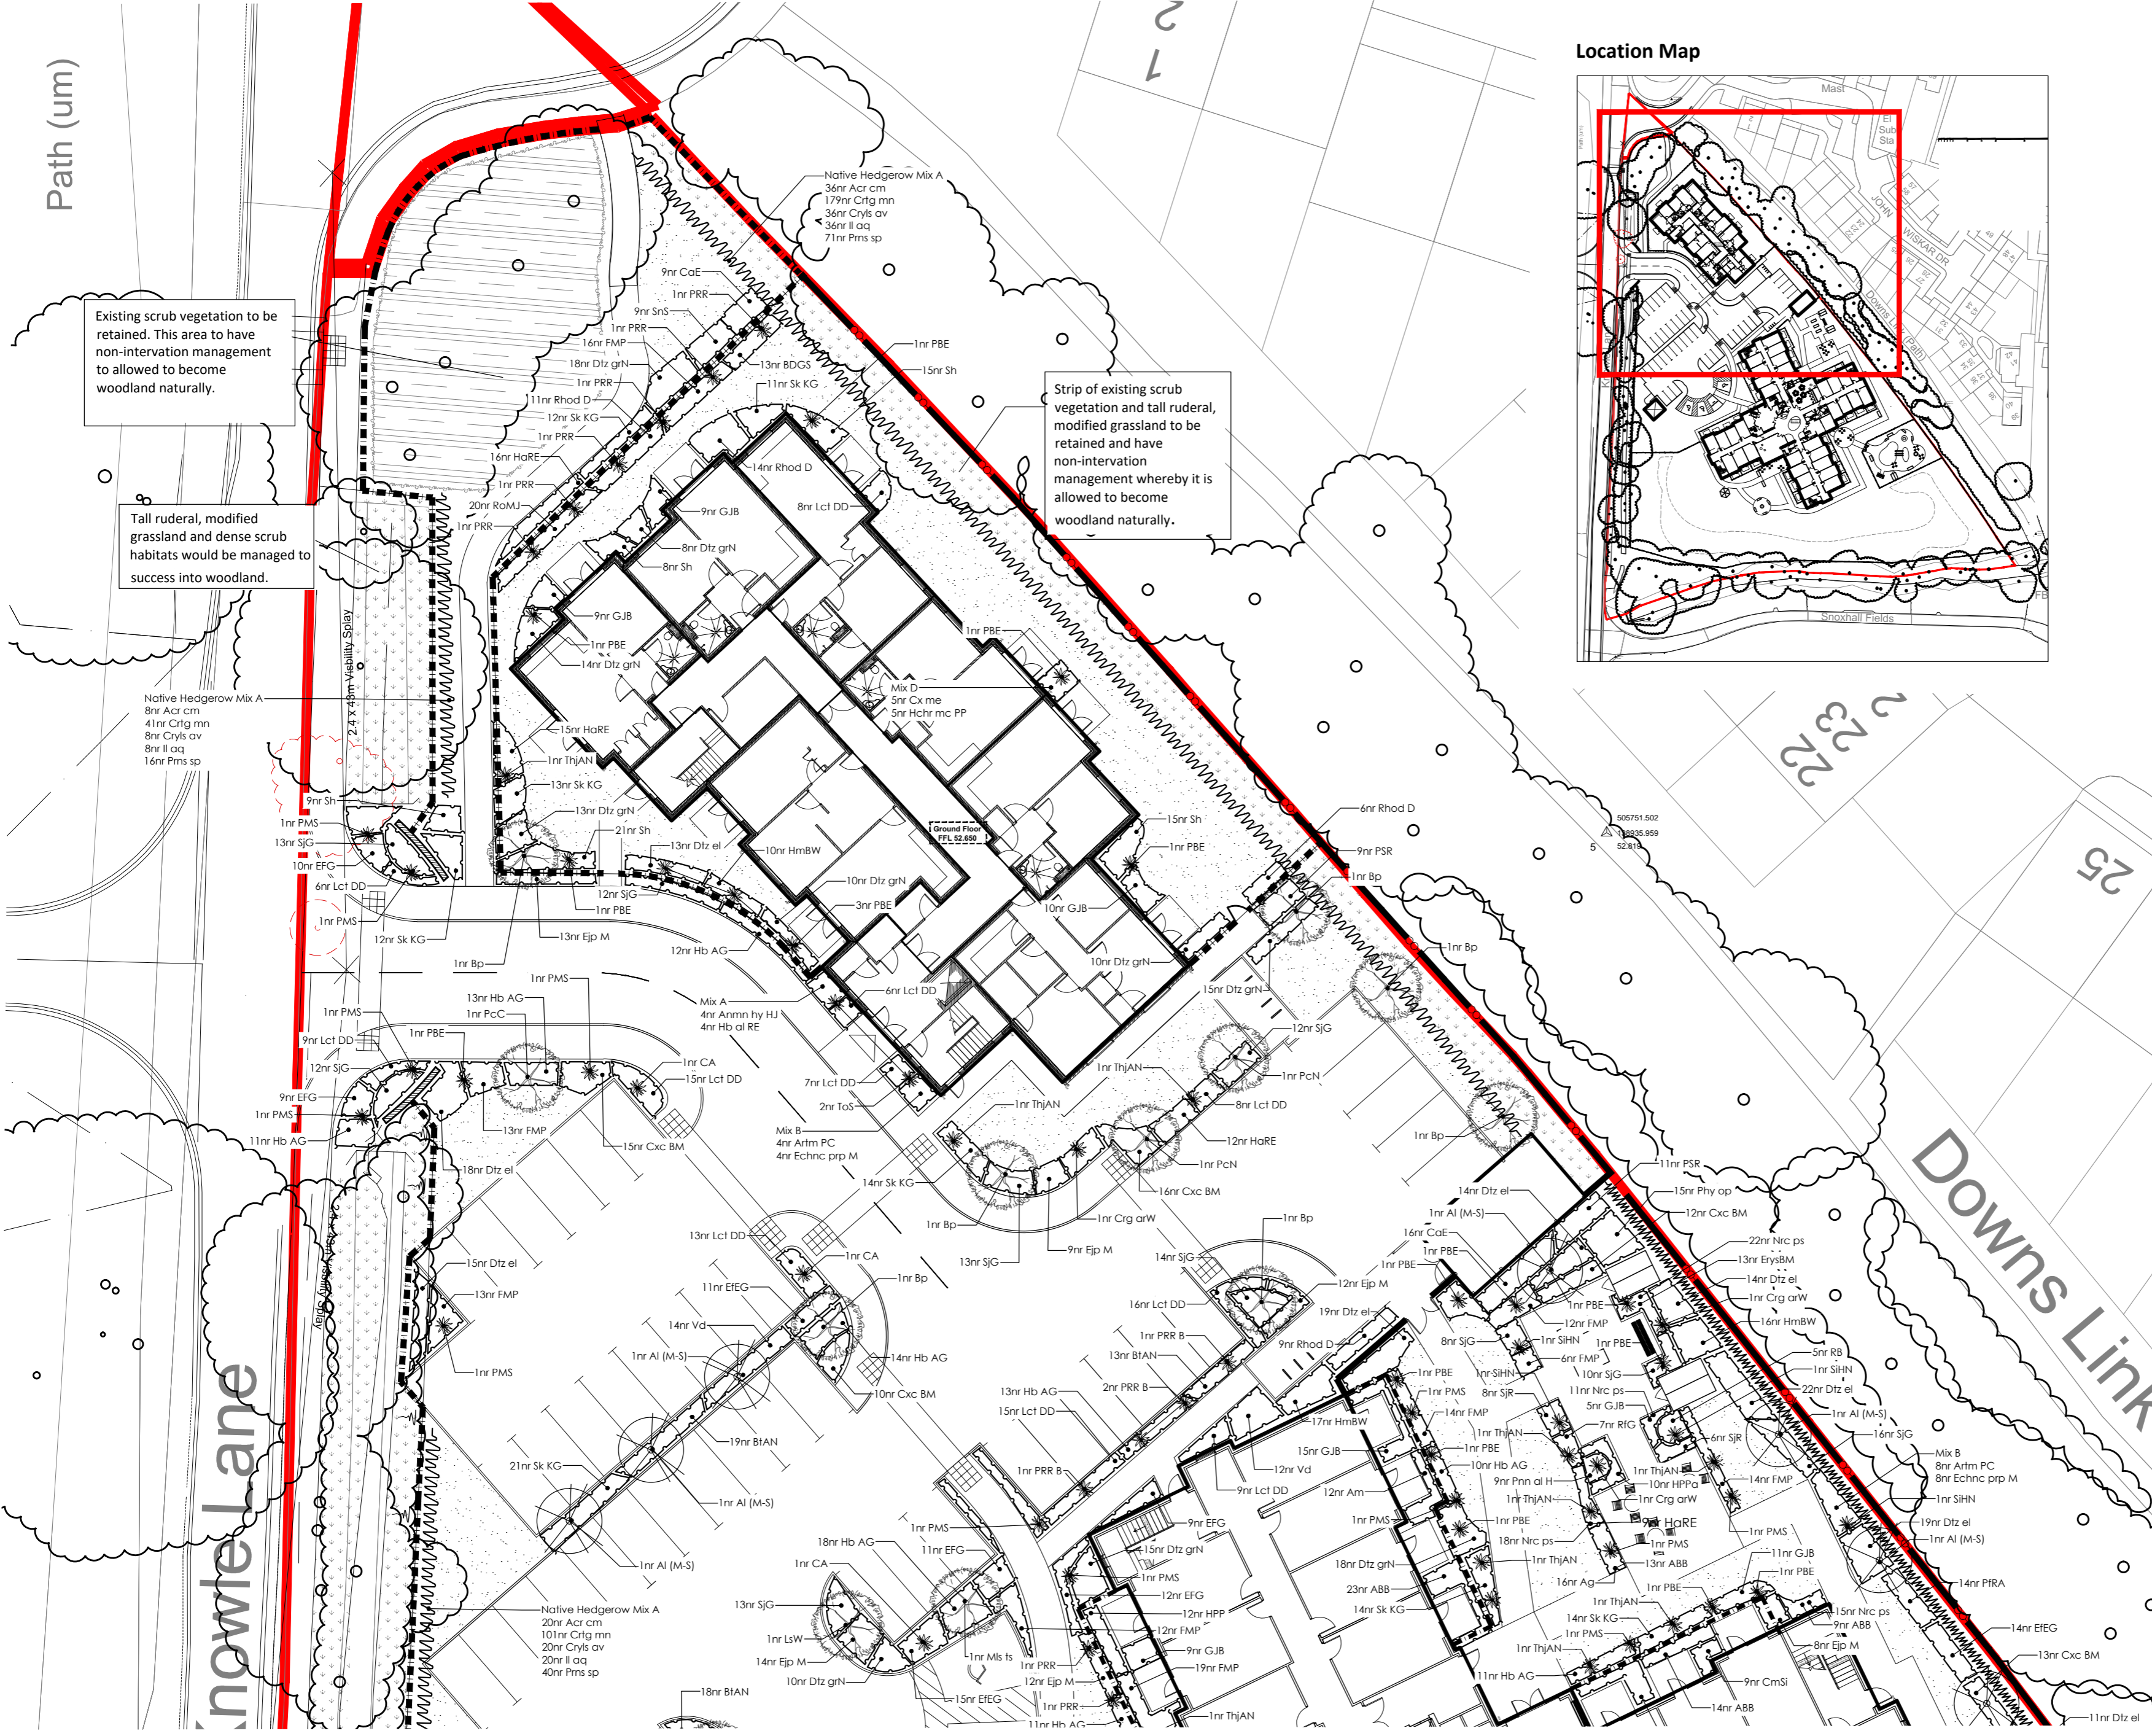 Path (um)
2
1
Location Map
Mast
El
Sub
Sta
JOHN
WISKAR DR
Downs Link (Path)
Snoxhall Fields
FB
Native Hedgerow Mix A
36nr Acr cm
179nr Crtg mn
36nr Cryls av
36nr Il aq
71nr Prns sp
Existing scrub vegetation to be
retained. This area to have
non-intervation management
to allowed to become
woodland naturally.
Strip of existing scrub
vegetation and tall ruderal,
modified grassland to be
retained and have
non-intervation
management whereby it is
allowed to become
woodland naturally.
Tall ruderal, modified
grassland and dense scrub
habitats would be managed to
success into woodland.
9nr CaE
1nr PRR
9nr SnS
1nr PRR
16nr FMP
18nr Dtz grN
1nr PRR
11nr Rhod D
12nr Sk KG
1nr PRR
16nr HaRE
1nr PRR
20nr RoMJ
1nr PRR
13nr BDGS
11nr Sk KG
1nr PBE
15nr Sh
14nr Rhod D
8nr Lct DD
9nr GJB
8nr Dtz grN
8nr Sh
9nr GJB
1nr PBE
14nr Dtz grN
1nr PBE
2.4 x 43m Visbility Splay
Native Hedgerow Mix A
8nr Acr cm
41nr Crtg mn
8nr Cryls av
8nr Il aq
16nr Prns sp
Mix D
5nr Cx me
5nr Hchr mc PP
15nr HaRE
1nr ThjAN
13nr Sk KG
13nr Dtz grN
21nr Sh
13nr Dtz el
10nr HmBW
Ground Floor
FFL 52.650
15nr Sh
1nr PBE
6nr Rhod D
9nr PSR
1nr Bp
505751.502
138935.959
52.819
5
22
23
2
25
9nr Sh
1nr PMS
13nr SjG
10nr EFG
6nr Lct DD
1nr PMS
12nr Sk KG
1nr Bp
12nr SjG
1nr PBE
13nr Ejp M
12nr Hb AG
10nr Dtz grN
3nr PBE
10nr GJB
10nr Dtz grN
1nr Bp
15nr Dtz grN
6nr Lct DD
Mix A
4nr Anmn hy HJ
4nr Hb al RE
1nr PMS
13nr Hb AG
1nr PcC
1nr PMS
1nr PBE
9nr Lct DD
12nr SjG
9nr EFG
1nr PMS
11nr Hb AG
1nr CA
15nr Lct DD
13nr FMP
15nr Cxc BM
18nr Dtz el
7nr Lct DD
2nr ToS
Mix B
4nr Artm PC
4nr Echnc prp M
12nr SjG
1nr PcN
1nr ThjAN
1nr ThjAN
8nr Lct DD
12nr HaRE
1nr PcN
16nr Cxc BM
14nr Sk KG
1nr Bp
13nr SjG
9nr Ejp M
1nr Crg arW
1nr Bp
11nr PSR
15nr Phy op
12nr Cxc BM
14nr Dtz el
1nr Al (M-S)
16nr CaE
1nr PBE
1nr PBE
22nr Nrc ps
13nr ErysBM
14nr Dtz el
1nr Crg arW
16nr HmBW
5nr RB
1nr SiHN
22nr Dtz el
1nr Al (M-S)
16nr SjG
Mix B
8nr Artm PC
8nr Echnc prp M
1nr SiHN
19nr Dtz el
1nr Al (M-S)
14nr PfRA
14nr EfEG
13nr Cxc BM
11nr Dtz el
Downs Link
Knowle Lane
2.4 x 43m Visbility Splay
15nr Dtz el
13nr FMP
1nr PMS
13nr Lct DD
1nr CA
11nr EfEG
1nr Bp
14nr Vd
1nr Al (M-S)
14nr Hb AG
10nr Cxc BM
19nr BtAN
21nr Sk KG
1nr Al (M-S)
1nr Al (M-S)
Native Hedgerow Mix A
20nr Acr cm
101nr Crtg mn
20nr Cryls av
20nr Il aq
40nr Prns sp
1nr Bp
14nr SjG
12nr Ejp M
16nr Lct DD
19nr Dtz el
1nr PRR B
13nr BtAN
2nr PRR B
9nr Rhod D
13nr Hb AG
15nr Lct DD
1nr PRR B
17nr HmBW
12nr Vd
9nr Lct DD
15nr GJB
12nr Am
1nr PMS
18nr Dtz grN
23nr ABB
14nr Sk KG
1nr PBE
1nr PMS
14nr FMP
1nr PBE
10nr Hb AG
9nr Pnn al H
1nr ThjAN
1nr PBE
18nr Nrc ps
1nr ThjAN
16nr Ag
8nr SjG
12nr FMP
1nr SiHN
6nr FMP
1nr SiHN
8nr SjR
1nr PBE
1nr PBE
10nr SjG
11nr Nrc ps
5nr GJB
7nr RfG
1nr ThjAN
6nr SjR
1nr ThjAN
10nr HPPa
14nr FMP
1nr Crg arW
9nr HaRE
1nr PMS
1nr PMS
13nr ABB
11nr GJB
1nr PBE
1nr PBE
1nr ThjAN
14nr Sk KG
1nr PMS
1nr ThjAN
11nr Hb AG
15nr Nrc ps
9nr ABB
8nr Ejp M
9nr CmSi
14nr ABB
1nr PMS
18nr Hb AG
11nr EFG
1nr CA
13nr SjG
1nr LsW
14nr Ejp M
10nr Dtz grN
1nr Mls ts
15nr EfEG
18nr BtAN
9nr EFG
15nr Dtz grN
1nr PMS
12nr EFG
12nr HPP
12nr FMP
9nr GJB
19nr FMP
1nr PRR
12nr Ejp M
1nr PRR
11nr Hb AG
1nr ThjAN